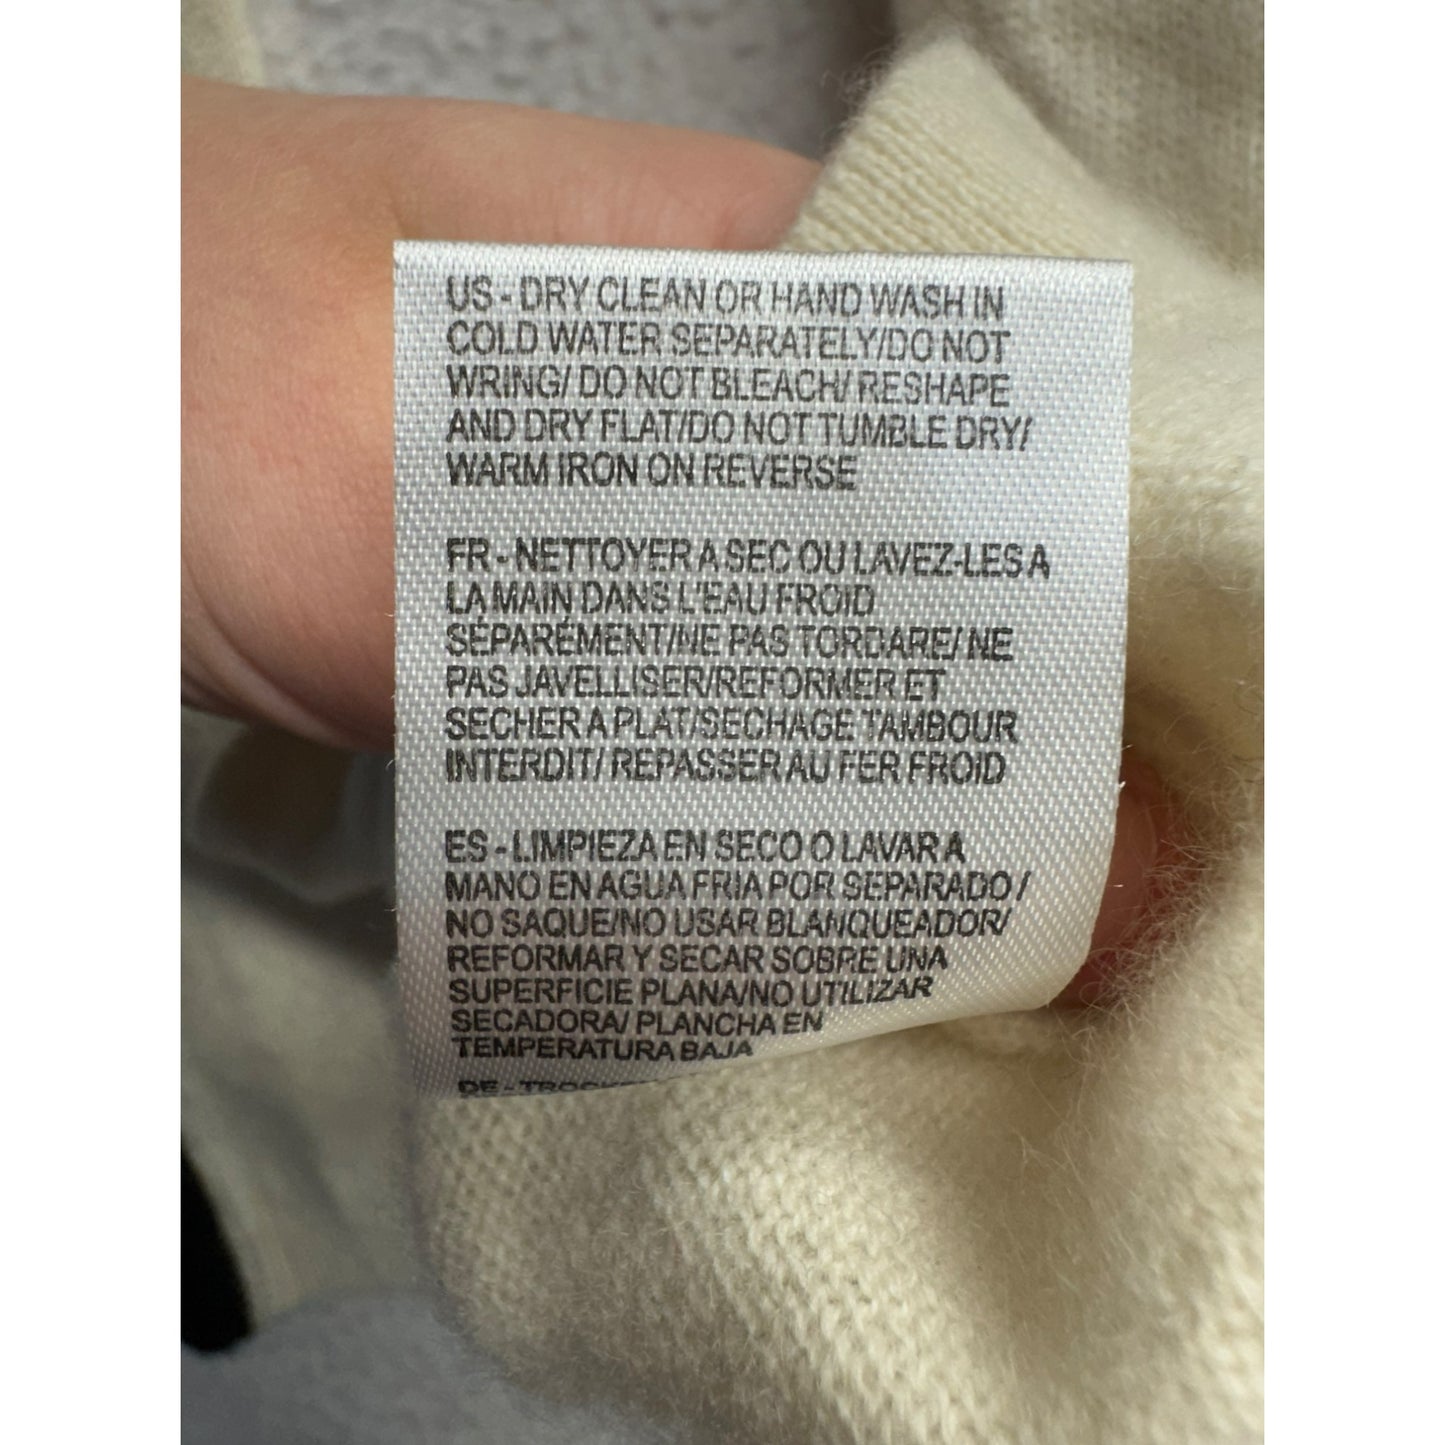 US - DRY CLEAN OR HAND WASH IN
COLD WATER SEPARATELY/DO NOT
WRING/ DO NOT BLEACH/ RESHAPE
AND DRY FLAT/DO NOT TUMBLE DRY/
WARM IRON ON REVERSE
FR - NETTOYER A SEC OU LAVEZ-LES A
LA MAIN DANS L'EAU FROID
SÉPARÉMENT/NE PAS TORDARE/ NE
PAS JAVELLISER/REFORMER ET
SECHER A PLAT/SECHAGE TAMBOUR
INTERDIT/ REPASSER AU FER FROID
ES - LIMPIEZA EN SECO O LAVAR A
MANO EN AGUA FRIA POR SEPARADO /
NO SAQUE/NO USAR BLANQUEADOR/
REFORMAR Y SECAR SOBRE UNA
SUPERFICIE PLANA/NO UTILIZAR
SECADORA/ PLANCHA EN
TEMPERATURA BAJA
DE -